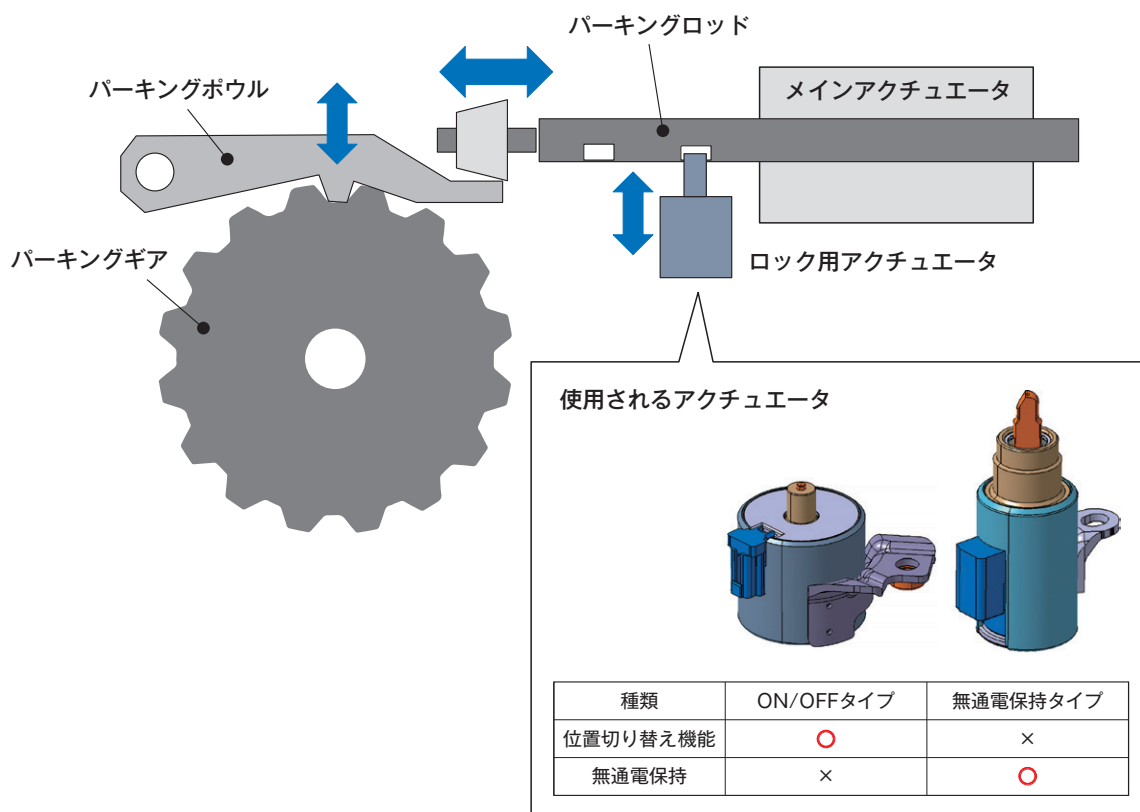 パーキングロッド
パーキングポウル
メインアクチュエータ
パーキングギア
ロック用アクチュエータ
使用されるアクチュエータ
種類 ON/OFFタイプ 無通電保持タイプ
位置切り替え機能 ○ ×
無通電保持 × ○